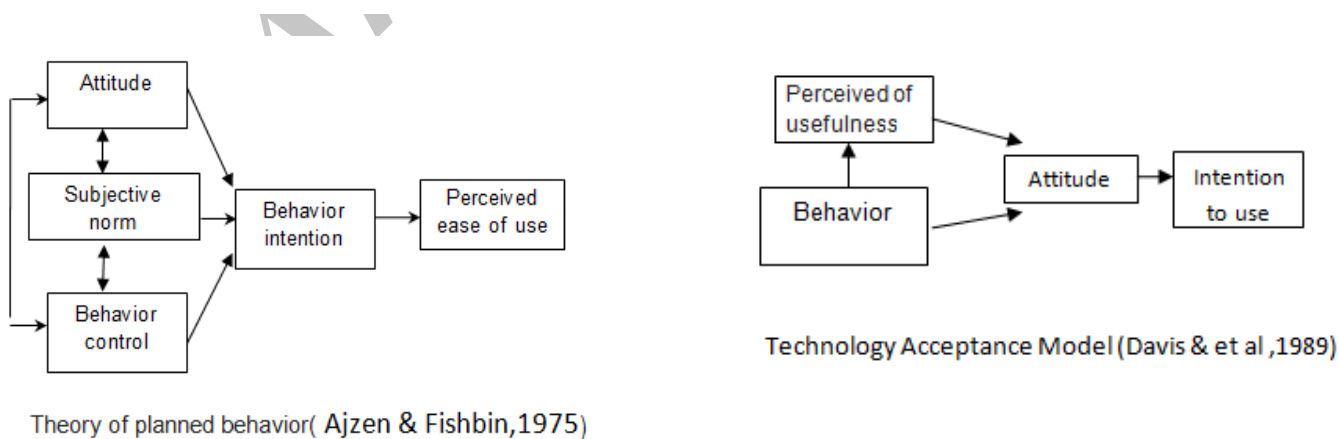 Attitude
Subjective
norm
Behavior
control
Behavior
intention
Perceived
ease of use
Theory of planned behavior( Ajzen & Fishbin,1975)
Perceived of
usefulness
Behavior
Attitude
Intention
to use
Technology Acceptance Model (Davis & et al ,1989)